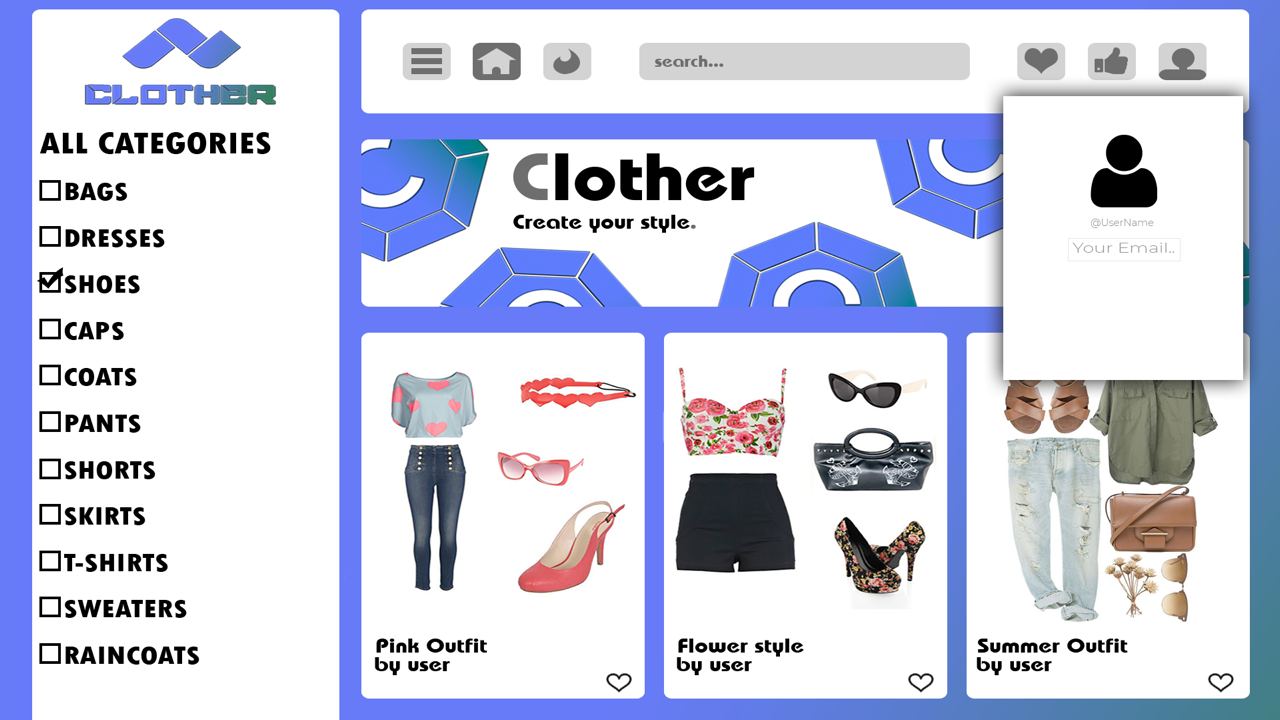 CLOTHER
ALL CATEGORIES
BAGS
DRESSES
SHOES
CAPS
COATS
PANTS
SHORTS
SKIRTS
T-SHIRTS
SWEATERS
RAINCOATS
search...
Clother
Create your style.
@UserName
Your Email..
Pink Outfit
by user
Flower style
by user
Summer Outfit
by user